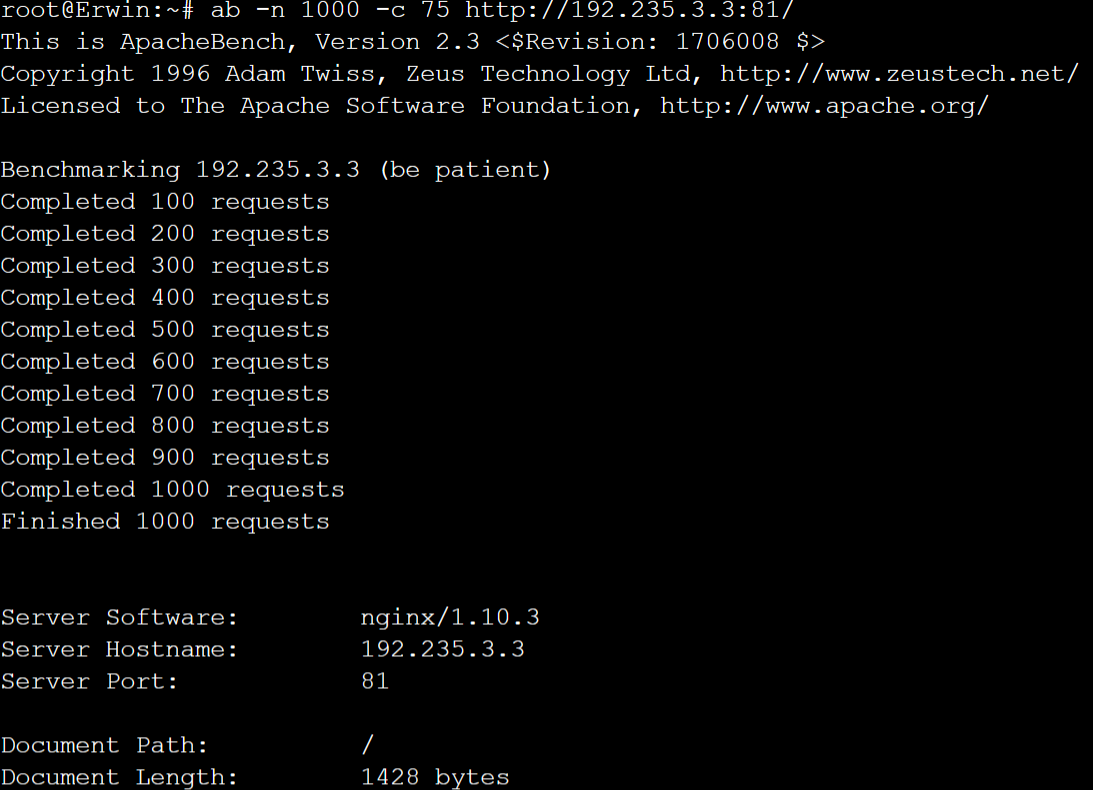 root@Erwin:~# ab -n 1000 -c 75 http://192.235.3.3:81/
This is ApacheBench, Version 2.3 <$Revision: 1706008 $>
Copyright 1996 Adam Twiss, Zeus Technology Ltd, http://www.zeustech.net/
Licensed to The Apache Software Foundation, http://www.apache.org/

Benchmarking 192.235.3.3 (be patient)
Completed 100 requests
Completed 200 requests
Completed 300 requests
Completed 400 requests
Completed 500 requests
Completed 600 requests
Completed 700 requests
Completed 800 requests
Completed 900 requests
Completed 1000 requests
Finished 1000 requests

Server Software:        nginx/1.10.3
Server Hostname:        192.235.3.3
Server Port:            81

Document Path:          /
Document Length:        1428 bytes